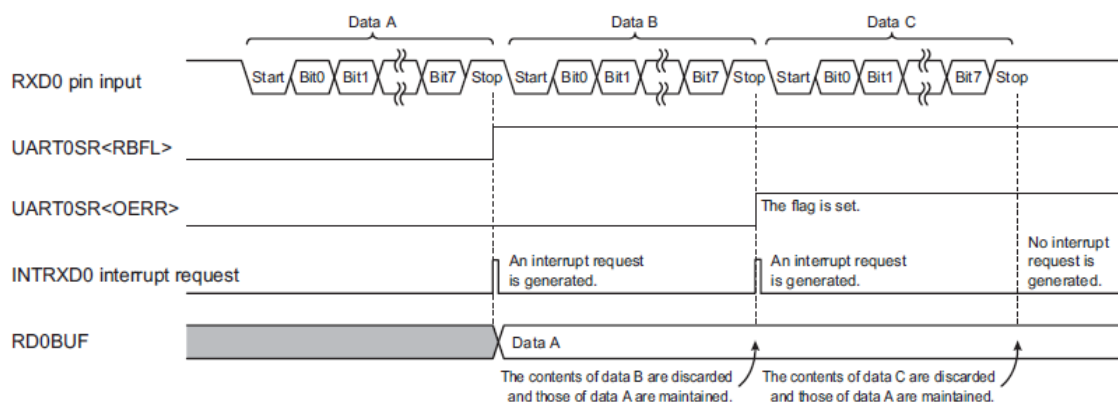 Data A
Data B
Data C
RXD0 pin input
Start Bit0 Bit1 Bit7 Stop Start Bit0 Bit1 Bit7 Stop Start Bit0 Bit1 Bit7 Stop
UART0SR<RBFL>
UART0SR<OERR>
The flag is set.
INTRXD0 interrupt request
An interrupt request
is generated.
An interrupt request
is generated.
No interrupt
request is
generated.
RD0BUF
Data A
The contents of data B are discarded
and those of data A are maintained.
The contents of data C are discarded
and those of data A are maintained.